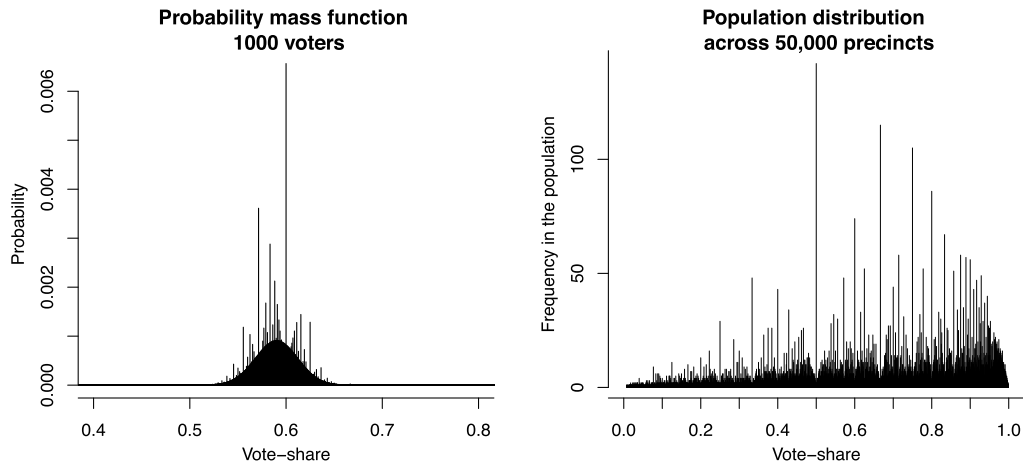 Probability mass function
1000 voters
Probability
0.006
0.004
0.002
0.000
0.4 0.5 0.6 0.7 0.8
Vote−share
Population distribution
across 50,000 precincts
Frequency in the population
100
50
0
0.0 0.2 0.4 0.6 0.8 1.0
Vote−share